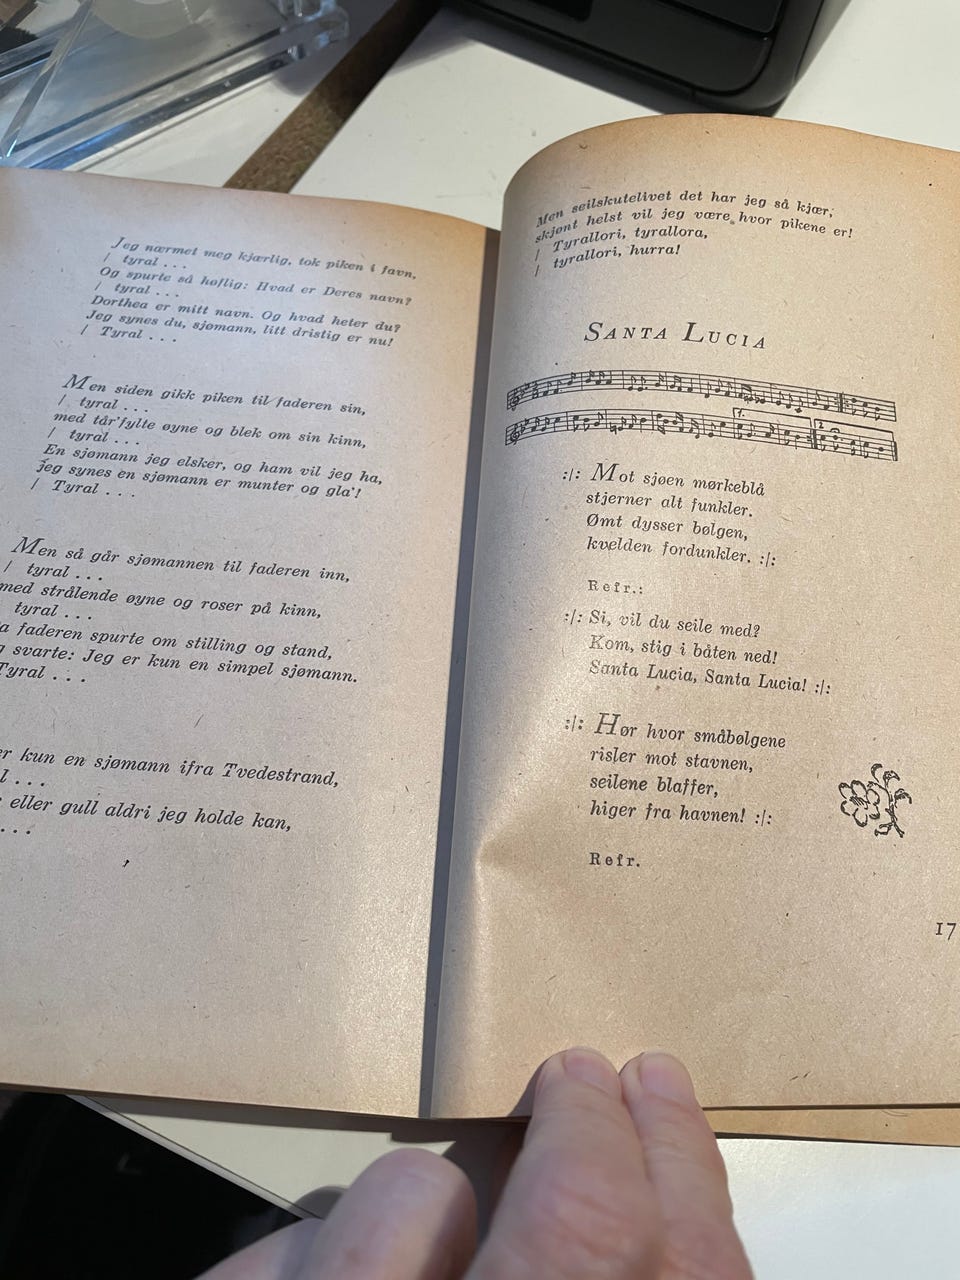 Jeg nærmet meg kjærlig, tok piken i favn,
/ tyral . . .
Og spurte så høflig: Hvad er Deres navn?
/ tyral . . .
Dorthea er mitt navn. Og hvad heter du?
Jeg synes du, sjømann, litt dristig er nu!
/ Tyral . . .
Men siden gikk piken til faderen sin,
/ tyral . . .
med tår'fylte øyne og blek om sin kinn,
/ tyral . . .
En sjømann jeg elsker, og ham vil jeg ha,
jeg synes en sjømann er munter og gla'!
/ Tyral . . .
Men så går sjømannen til faderen inn,
/ tyral . . .
med strålende øyne og roser på kinn,
tyral . . .
faderen spurte om stilling og stand,
svarte: Jeg er kun en simpel sjømann.
Tyral . . .
kun en sjømann ifra Tvedestrand,
. . .
eller gull aldri jeg holde kan,
. . .
Men seilskutelivet det har jeg så kjær,
skjønt helst vil jeg være hvor pikene er!
/ Tyrallori, tyrallora,
/ tyrallori, hurra!
SANTA LUCIA
1.
2.
:/: Mot sjøen mørkeblå
stjerner alt funkler.
Ømt dysser bølgen,
kvelden fordunkler. :/:
Refr.:
:/: Si, vil du seile med?
Kom, stig i båten ned!
Santa Lucia, Santa Lucia! :/:
:/: Hør hvor småbølgene
risler mot stavnen,
seilene blaffer,
higer fra havnen! :/:
Refr.
17